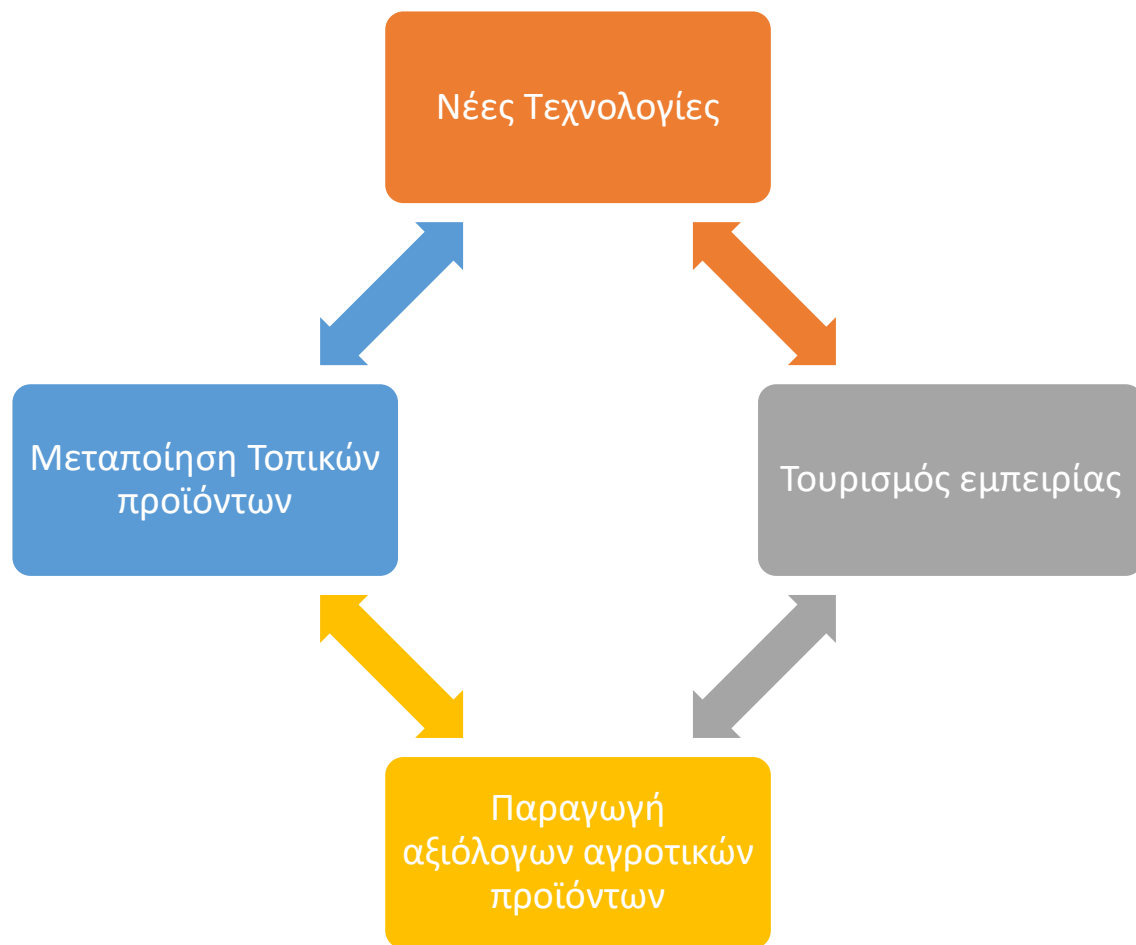 Νέες Τεχνολογίες
Μεταποίηση Τοπικών
προϊόντων
Τουρισμός εμπειρίας
Παραγωγή
αξιόλογων αγροτικών
προϊόντων